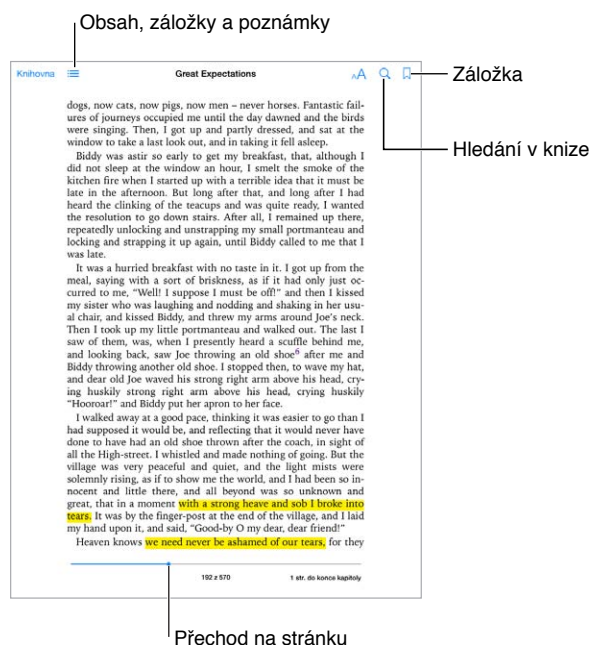 Obsah, záložky a poznámky
Knihovna
Great Expectations
AA
Záložka
Hledání v knize
dogs, now cats, now pigs, now men – never horses. Fantastic fail-
ures of journeys occupied me until the day dawned and the birds
were singing. Then, I got up and partly dressed, and sat at the
window to take a last look out, and in taking it fell asleep.
Biddy was astir so early to get my breakfast, that, although I
did not sleep at the window an hour, I smelt the smoke of the
kitchen fire when I started up with a terrible idea that it must be
late in the afternoon. But long after that, and long after I had
heard the clinking of the teacups and was quite ready, I wanted
the resolution to go down stairs. After all, I remained up there,
repeatedly unlocking and unstrapping my small portmanteau and
locking and strapping it up again, until Biddy called to me that I
was late.
It was a hurried breakfast with no taste in it. I got up from the
meal, saying with a sort of briskness, as if it had only just oc-
curred to me, “Well! I suppose I must be off!” and then I kissed
my sister who was laughing and nodding and shaking in her usu-
al chair, and kissed Biddy, and threw my arms around Joe’s neck.
Then I took up my little portmanteau and walked out. The last I
saw of them, was, when I presently heard a scuffle behind me,
and looking back, saw Joe throwing an old shoe6 after me and
Biddy throwing another old shoe. I stopped then, to wave my hat,
and dear old Joe waved his strong right arm above his head, cry-
ing huskily strong right arm above his head, crying huskily
“Hooroar!” and Biddy put her apron to her face.
I walked away at a good pace, thinking it was easier to go than I
had supposed it would be, and reflecting that it would never have
done to have had an old shoe thrown after the coach, in sight of
all the High-street. I whistled and made nothing of going. But the
village was very peaceful and quiet, and the light mists were
solemnly rising, as if to show me the world, and I had been so in-
nocent and little there, and all beyond was so unknown and
great, that in a moment with a strong heave and sob I broke into
tears. It was by the finger-post at the end of the village, and I laid
my hand upon it, and said, “Good-by O my dear, dear friend!”
Heaven knows we need never be ashamed of our tears, for they
192 z 570
1 str. do konce kapitoly
Přechod na stránku